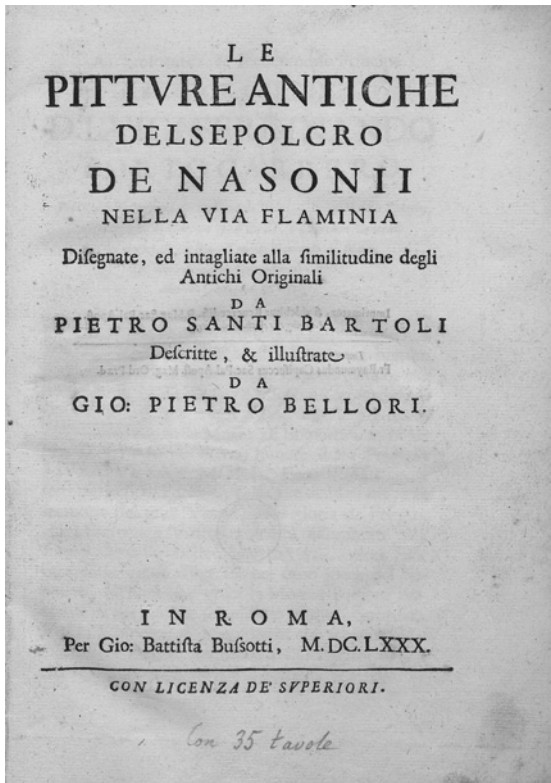 LE
PITTVRE ANTICHE
DELSEPOLCRO
DE NASONII
NELLA VIA FLAMINIA
Diſegnate, ed intagliate alla ſimilitudine degli
Antichi Originali
DA
PIETRO SANTI BARTOLI
Deſcritte, & illuſtrate
DA
GIO: PIETRO BELLORI.
IN ROMA,
Per Gio: Battiſta Buſſotti, M.DC.LXXX.
CON LICENZA DE' SVPERIORI.
Con 35 tavole